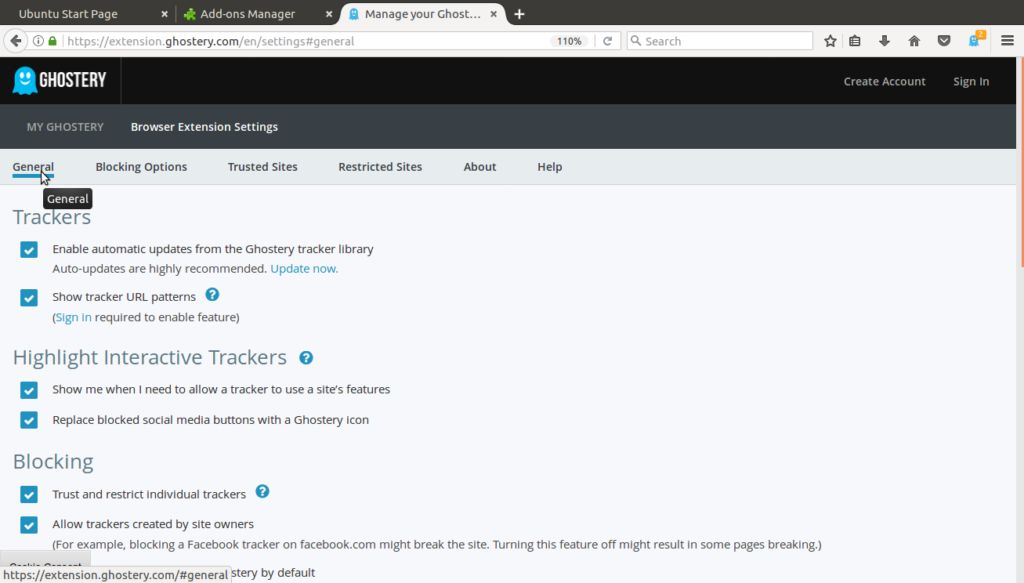 Ubuntu Start Page × Add-ons Manager × Manage your Ghost... × +
https://extension.ghostery.com/en/settings#general 110% Search 2
GHOSTERY Create Account Sign In
MY GHOSTERY Browser Extension Settings
General Blocking Options Trusted Sites Restricted Sites About Help
General
Trackers
Enable automatic updates from the Ghostery tracker library
Auto-updates are highly recommended. Update now.
Show tracker URL patterns ?
(Sign in required to enable feature)
Highlight Interactive Trackers ?
Show me when I need to allow a tracker to use a site's features
Replace blocked social media buttons with a Ghostery icon
Blocking
Trust and restrict individual trackers ?
Allow trackers created by site owners
(For example, blocking a Facebook tracker on facebook.com might break the site. Turning this feature off might result in some pages breaking.)
by default
https://extension.ghostery.com/#general